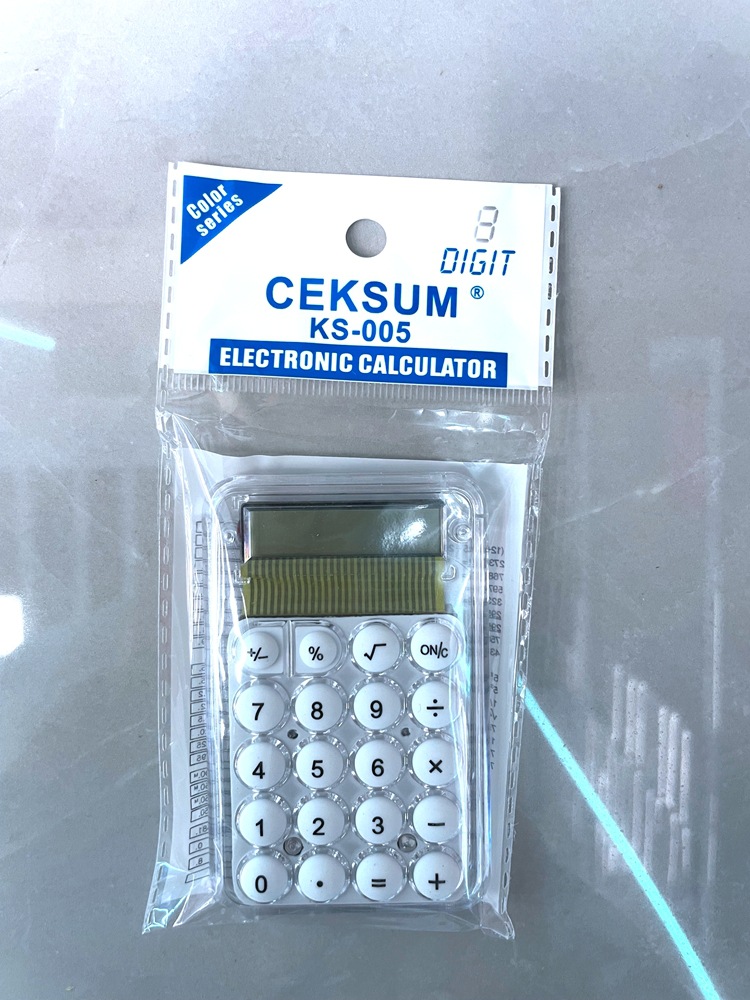 Color
series
8
DIGIT
CEKSUM ®
KS-005
ELECTRONIC CALCULATOR
+/− % √ ON/C
7 8 9 ÷
4 5 6 ×
1 2 3 −
0 . = +